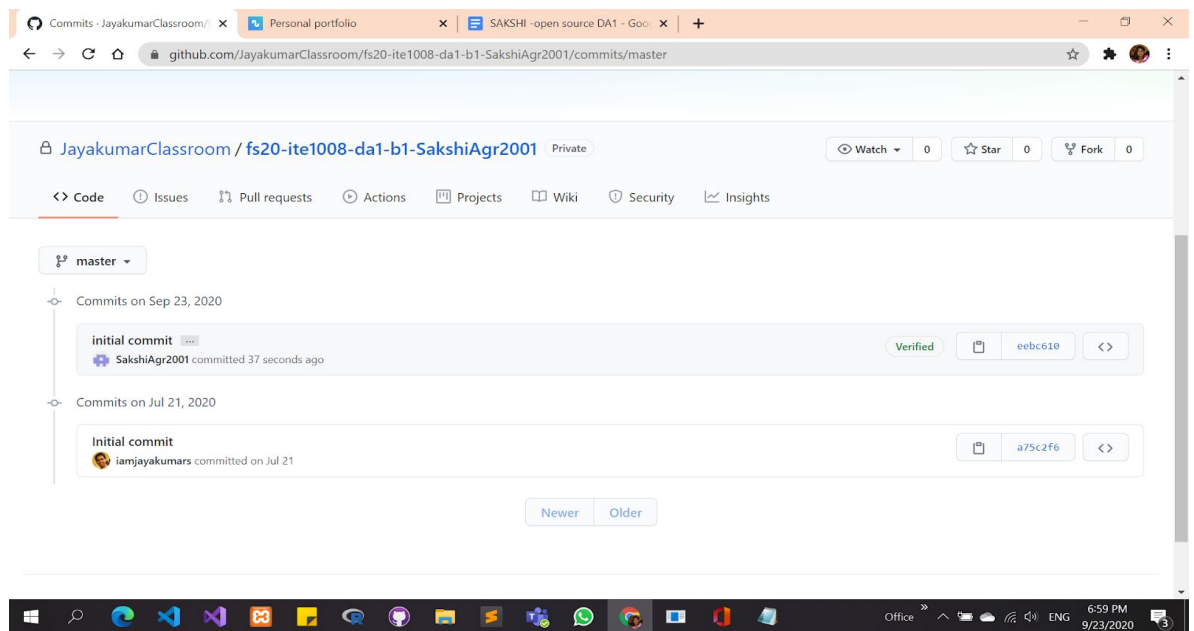 Commits · JayakumarClassroom/ Personal portfolio SAKSHI -open source DA1 - Goo
github.com/JayakumarClassroom/fs20-ite1008-da1-b1-SakshiAgr2001/commits/master
JayakumarClassroom / fs20-ite1008-da1-b1-SakshiAgr2001 Private Watch 0 Star 0 Fork 0
Code Issues Pull requests Actions Projects Wiki Security Insights
master
Commits on Sep 23, 2020
initial commit ...
SakshiAgr2001 committed 37 seconds ago
Verified eebc610
Commits on Jul 21, 2020
Initial commit
iamjayakumars committed on Jul 21
a75c2f6
Newer Older
Office » ENG 6:59 PM
9/23/2020 3